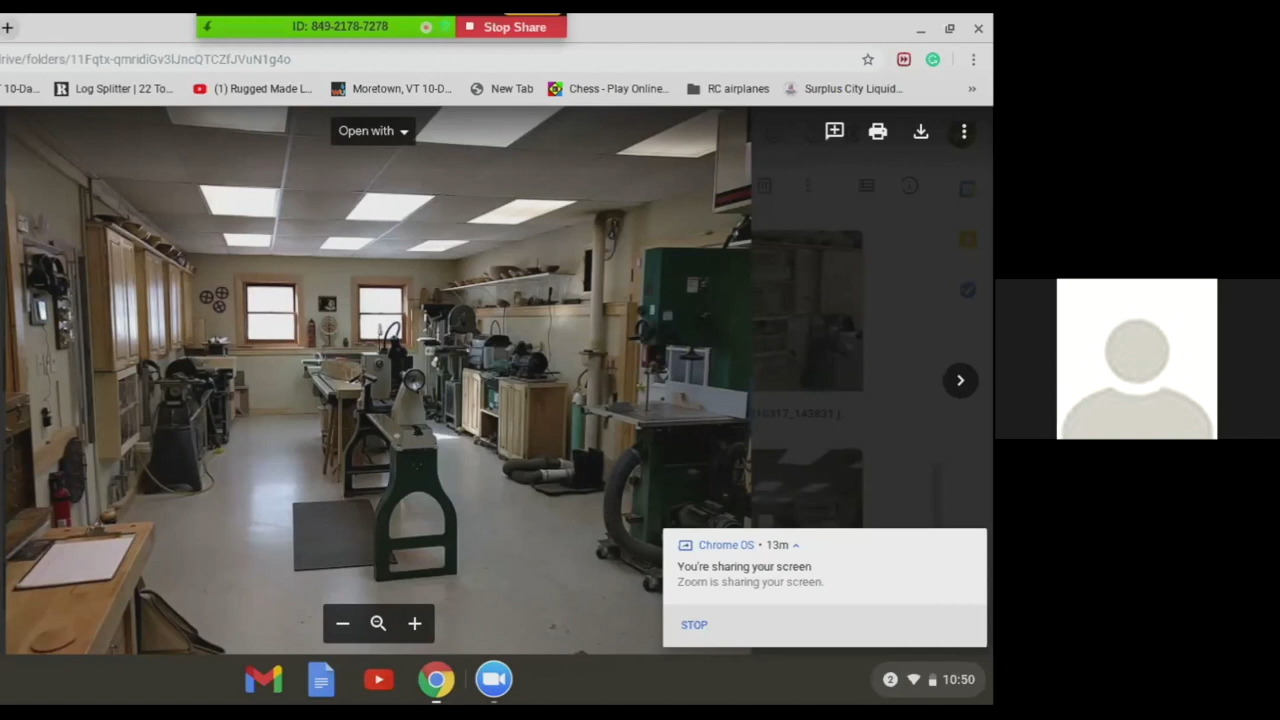 ID: 849-2178-7278
Stop Share
rive/folders/11Fqtx-qmridiGv3lJncQTCZfJVuN1g4o
10-Da...
Log Splitter | 22 To...
(1) Rugged Made L...
Moretown, VT 10-D...
New Tab
Chess - Play Online...
RC airplanes
Surplus City Liquid...
»
Open with
Chrome OS • 13m
You're sharing your screen
Zoom is sharing your screen.
STOP
2
10:50